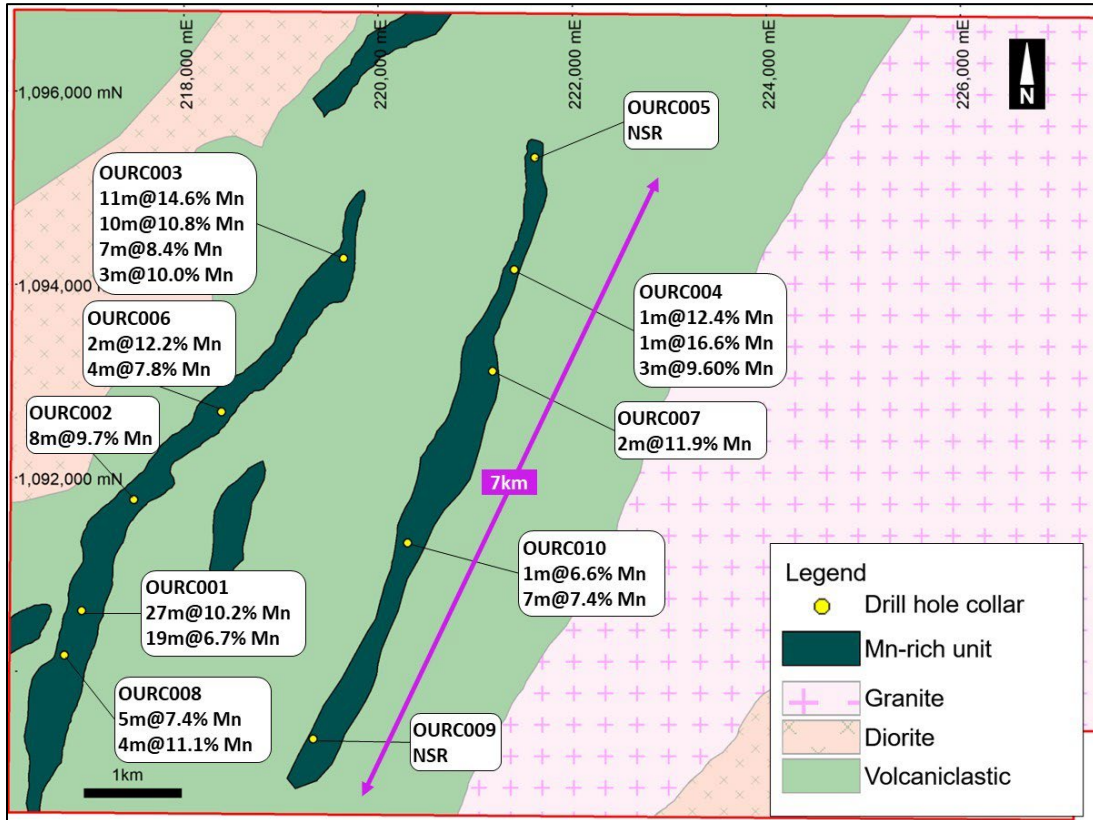 218,000 mE
220,000 mE
222,000 mE
224,000 mE
226,000 mE
1,096,000 mN
1,094,000 mN
1,092,000 mN
N
OURC005
NSR
OURC003
11m@14.6% Mn
10m@10.8% Mn
7m@8.4% Mn
3m@10.0% Mn
OURC006
2m@12.2% Mn
4m@7.8% Mn
OURC004
1m@12.4% Mn
1m@16.6% Mn
3m@9.60% Mn
OURC002
8m@9.7% Mn
OURC007
2m@11.9% Mn
7km
OURC010
1m@6.6% Mn
7m@7.4% Mn
OURC001
27m@10.2% Mn
19m@6.7% Mn
OURC008
5m@7.4% Mn
4m@11.1% Mn
OURC009
NSR
1km
Legend
Drill hole collar
Mn-rich unit
Granite
Diorite
Volcaniclastic